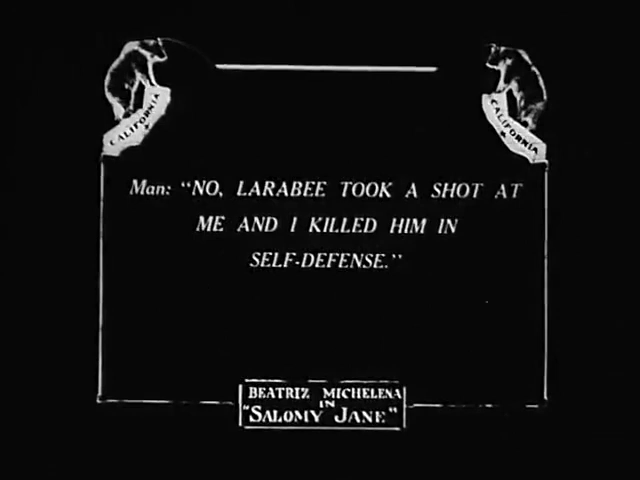 CALIFORNIA
CALIFORNIA
Man: "NO, LARABEE TOOK A SHOT AT
ME AND I KILLED HIM IN
SELF-DEFENSE."
BEATRIZ MICHELENA
IN
"SALOMY JANE"